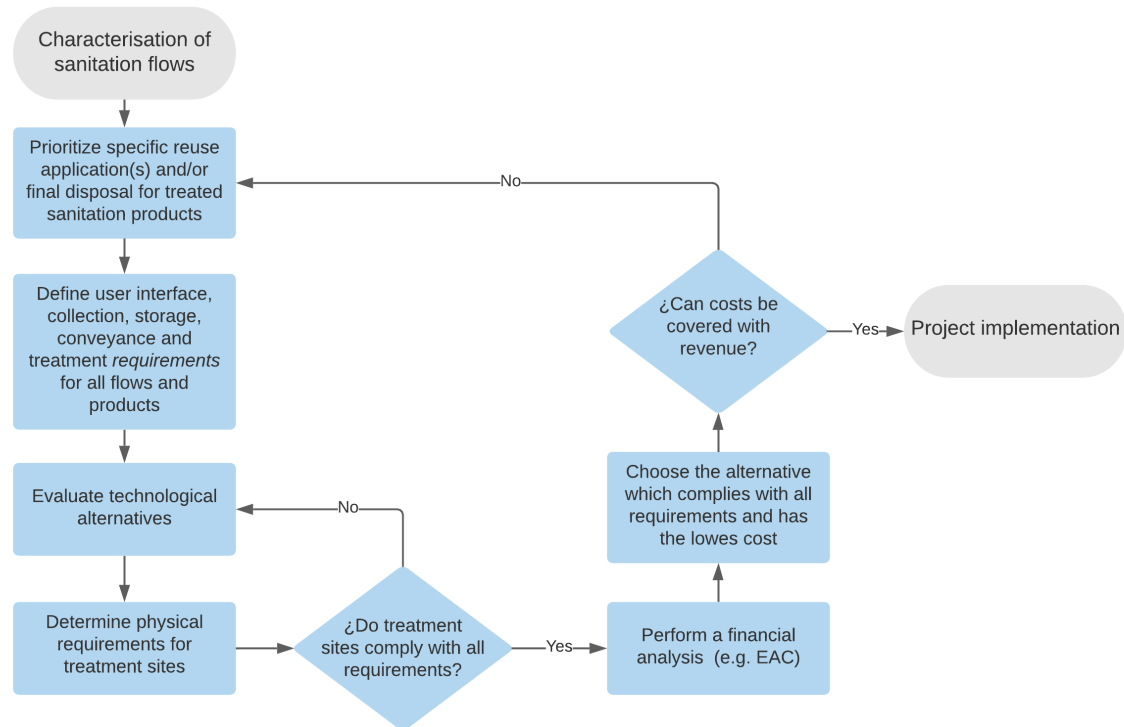 Characterisation of
sanitation flows
Prioritize specific reuse
application(s) and/or
final disposal for treated
sanitation products
Define user interface,
collection, storage,
conveyance and
treatment requirements
for all flows and
products
Evaluate technological
alternatives
Determine physical
requirements for
treatment sites
No
¿Do treatment
sites comply with all
requirements?
Yes
Perform a financial
analysis  (e.g. EAC)
Choose the alternative
which complies with all
requirements and has
the lowes cost
¿Can costs be
covered with
revenue?
No
Yes
Project implementation